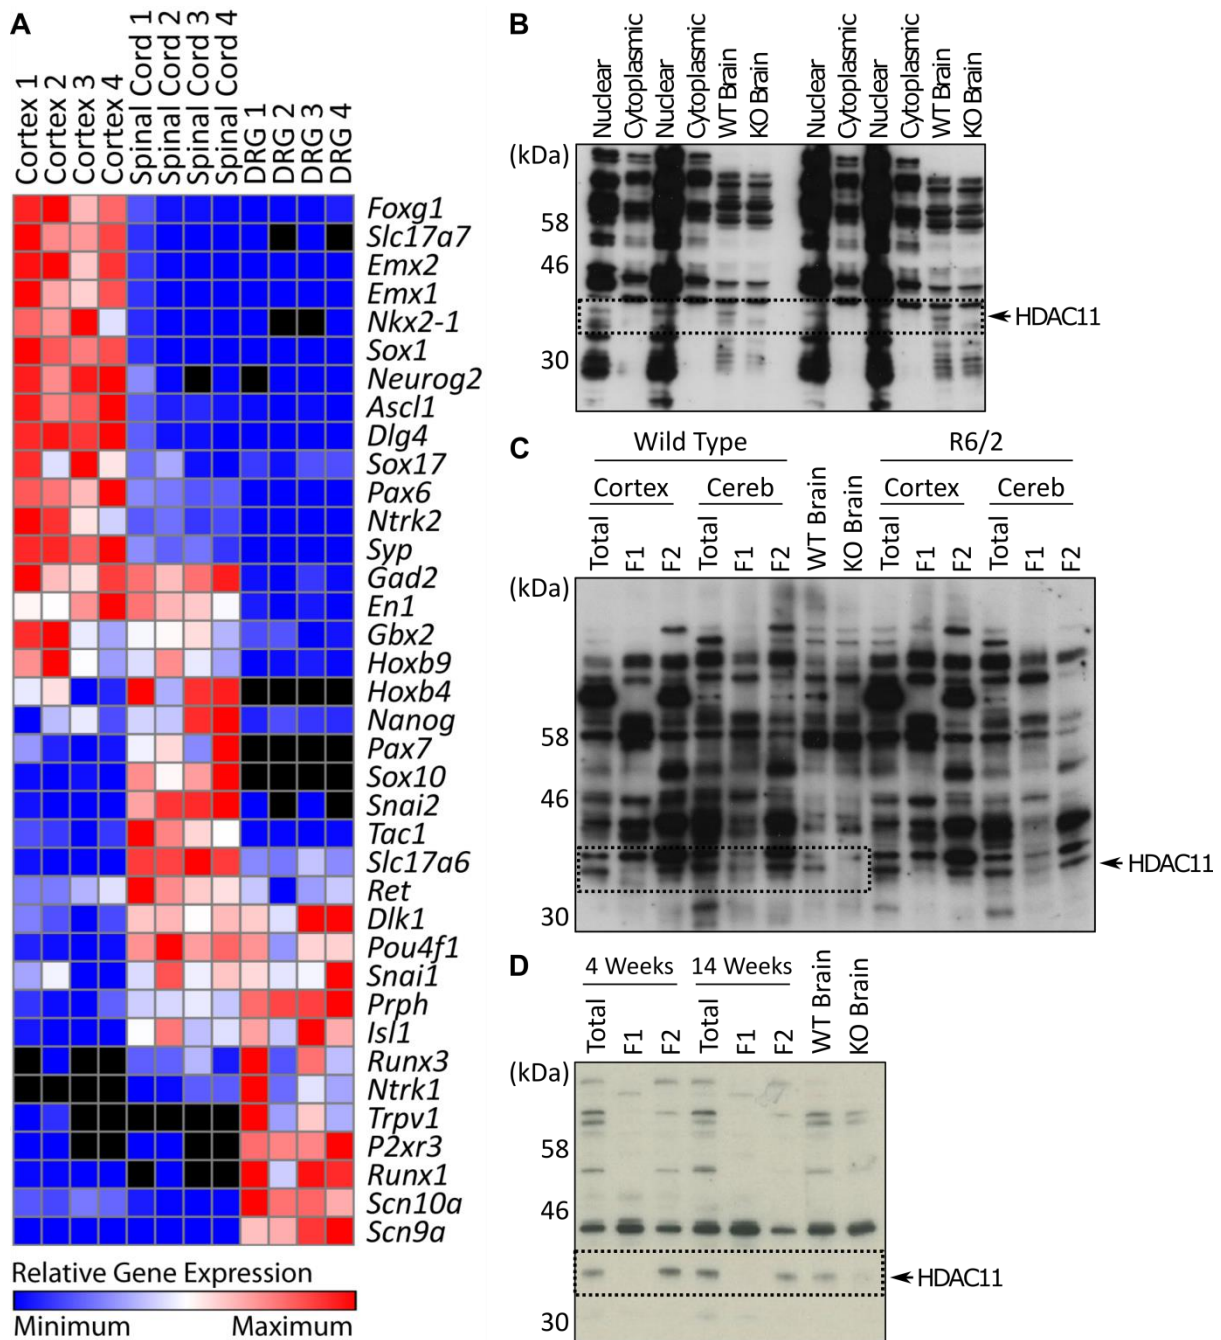 A
Cortex 1
Cortex 2
Cortex 3
Cortex 4
Spinal Cord 1
Spinal Cord 2
Spinal Cord 3
Spinal Cord 4
DRG 1
DRG 2
DRG 3
DRG 4
Foxg1
Slc17a7
Emx2
Emx1
Nkx2-1
Sox1
Neurog2
Ascl1
Dlg4
Sox17
Pax6
Ntrk2
Syp
Gad2
En1
Gbx2
Hoxb9
Hoxb4
Nanog
Pax7
Sox10
Snai2
Tac1
Slc17a6
Ret
Dlk1
Pou4f1
Snai1
Prph
Isl1
Runx3
Ntrk1
Trpv1
P2xr3
Runx1
Scn10a
Scn9a
Relative Gene Expression
Minimum Maximum
B
Nuclear
Cytoplasmic
Nuclear
Cytoplasmic
WT Brain
KO Brain
Nuclear
Cytoplasmic
Nuclear
Cytoplasmic
WT Brain
KO Brain
(kDa)
58
46
30
HDAC11
C
Wild Type R6/2
Cortex Cereb Cortex Cereb
Total
F1
F2
Total
F1
F2
WT Brain
KO Brain
Total
F1
F2
Total
F1
F2
(kDa)
58
46
30
HDAC11
D
4 Weeks 14 Weeks
Total
F1
F2
Total
F1
F2
WT Brain
KO Brain
(kDa)
58
46
30
HDAC11